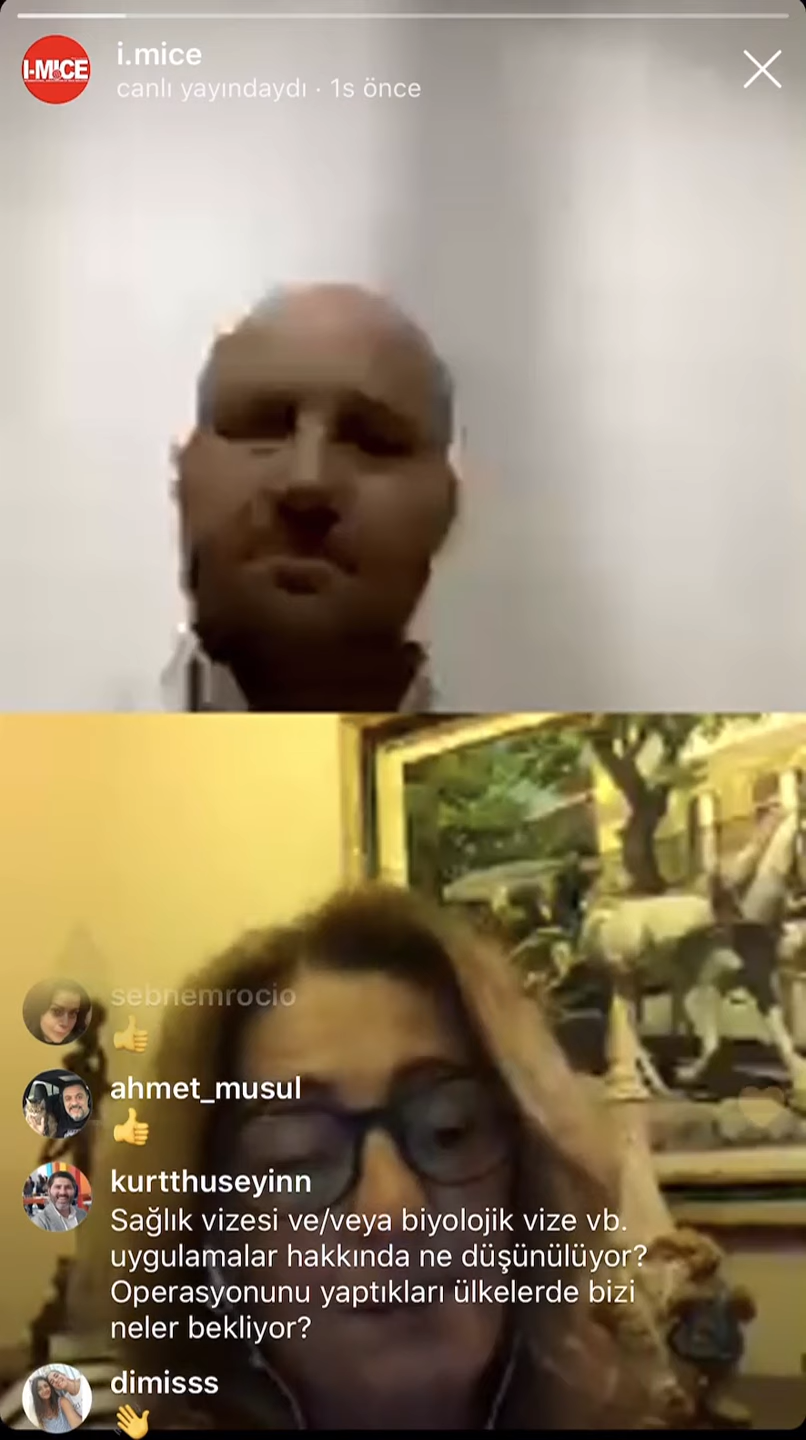 I-MICE
i.mice
canlı yayındaydı · 1s önce
sebnemrocio
👍
ahmet_musul
👍
kurtthuseyinn
Sağlık vizesi ve/veya biyolojik vize vb.
uygulamalar hakkında ne düşünülüyor?
Operasyonunu yaptıkları ülkelerde bizi
neler bekliyor?
dimisss
👋